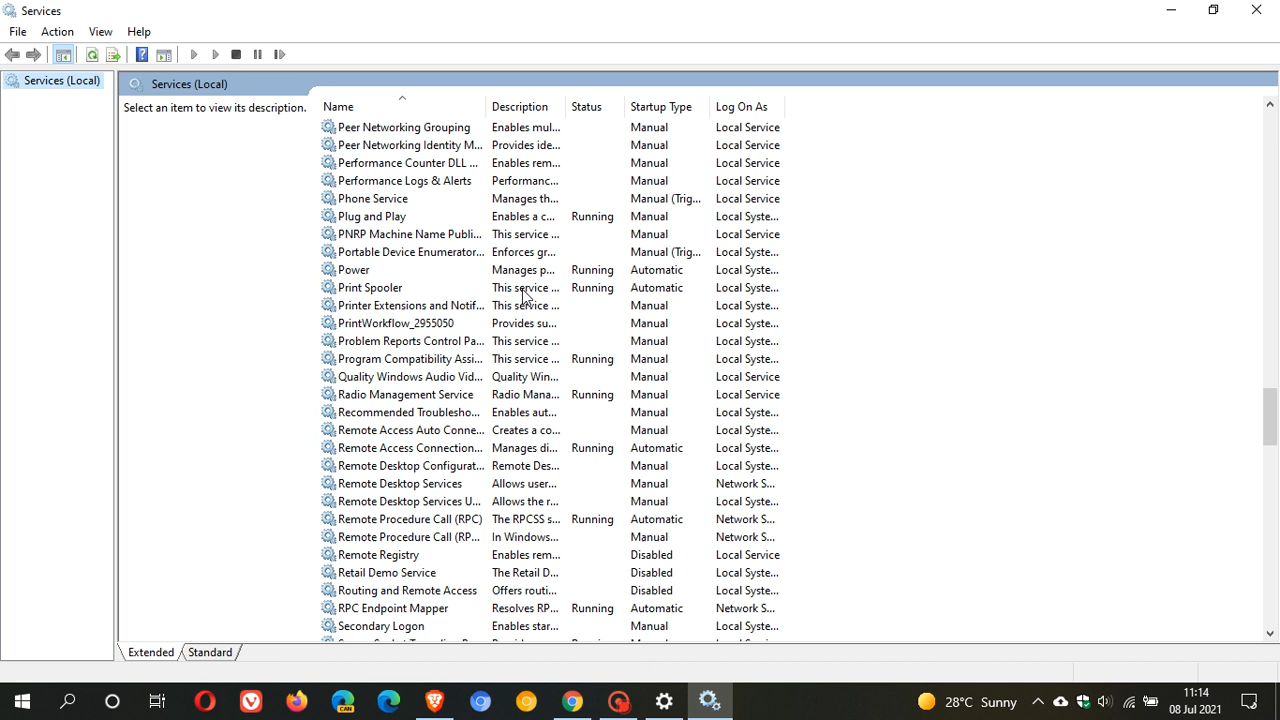 Services
File Action View Help
Services (Local)
Services (Local)
Select an item to view its description.
Name Description Status Startup Type Log On As
Peer Networking Grouping Enables mul... Manual Local Service
Peer Networking Identity M... Provides ide... Manual Local Service
Performance Counter DLL ... Enables rem... Manual Local Service
Performance Logs & Alerts Performanc... Manual Local Service
Phone Service Manages th... Manual (Trig... Local Service
Plug and Play Enables a c... Running Manual Local Syste...
PNRP Machine Name Publi... This service ... Manual Local Service
Portable Device Enumerator... Enforces gr... Manual (Trig... Local Syste...
Power Manages p... Running Automatic Local Syste...
Print Spooler This service ... Running Automatic Local Syste...
Printer Extensions and Notif... This service ... Manual Local Syste...
PrintWorkflow_2955050 Provides su... Manual Local Syste...
Problem Reports Control Pa... This service ... Manual Local Syste...
Program Compatibility Assi... This service ... Running Manual Local Syste...
Quality Windows Audio Vid... Quality Win... Manual Local Service
Radio Management Service Radio Mana... Running Manual Local Service
Recommended Troublesho... Enables aut... Manual Local Syste...
Remote Access Auto Conne... Creates a co... Manual Local Syste...
Remote Access Connection... Manages di... Running Automatic Local Syste...
Remote Desktop Configurat... Remote Des... Manual Local Syste...
Remote Desktop Services Allows user... Manual Network S...
Remote Desktop Services U... Allows the r... Manual Local Syste...
Remote Procedure Call (RPC) The RPCSS s... Running Automatic Network S...
Remote Procedure Call (RP... In Windows... Manual Network S...
Remote Registry Enables rem... Disabled Local Service
Retail Demo Service The Retail D... Disabled Local Syste...
Routing and Remote Access Offers routi... Disabled Local Syste...
RPC Endpoint Mapper Resolves RP... Running Automatic Network S...
Secondary Logon Enables star... Manual Local Syste...
Extended Standard
CAN
28°C Sunny
11:14
08 Jul 2021